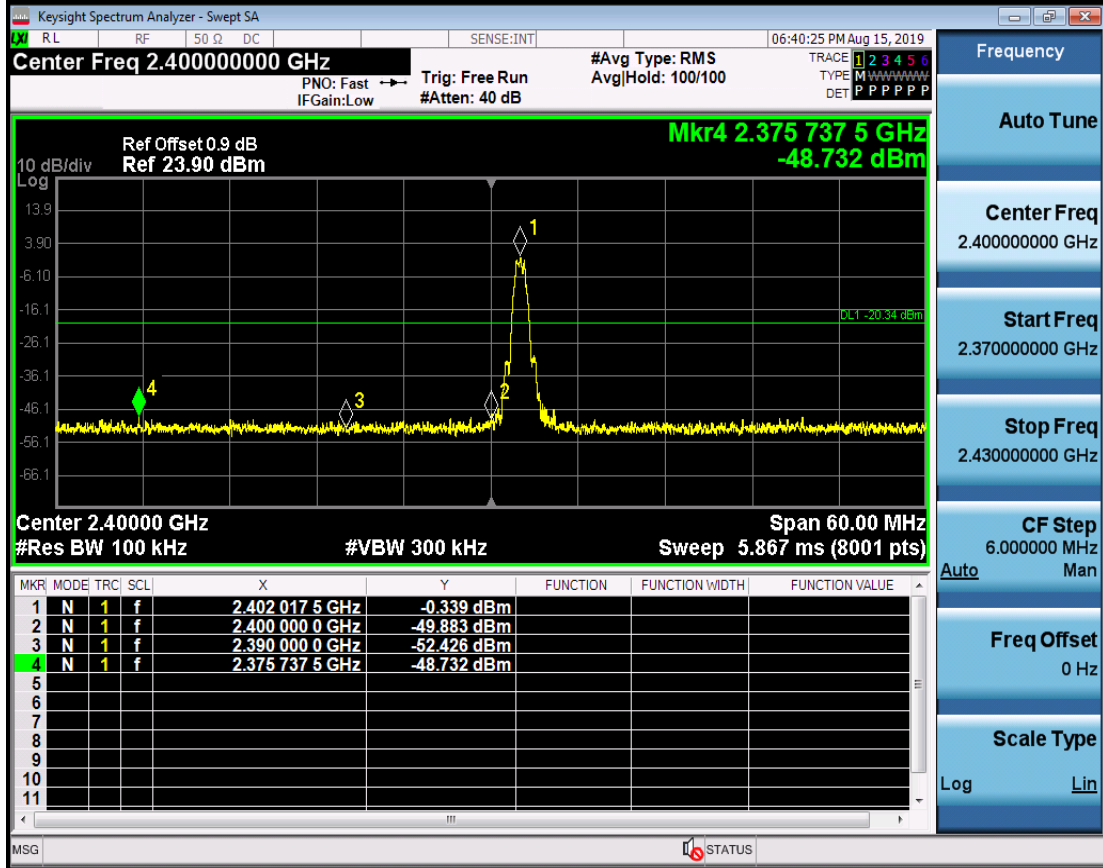 Keysight Spectrum Analyzer - Swept SA
LXI RL RF 50 Ω DC SENSE:INT 06:40:25 PM Aug 15, 2019
Center Freq 2.400000000 GHz
PNO: Fast
IFGain:Low
Trig: Free Run
#Atten: 40 dB
#Avg Type: RMS
Avg|Hold: 100/100
TRACE 1 2 3 4 5 6
TYPE M WWWWW
DET P P P P P P
Mkr4 2.375 737 5 GHz
-48.732 dBm
Ref Offset 0.9 dB
10 dB/div Ref 23.90 dBm
Log
13.9
3.90
-6.10
-16.1
-26.1
-36.1
-46.1
-56.1
-66.1
1
DL1 -20.34 dBm
4
3
2
Center 2.40000 GHz Span 60.00 MHz
#Res BW 100 kHz #VBW 300 kHz Sweep 5.867 ms (8001 pts)
MKR MODE TRC SCL X Y FUNCTION FUNCTION WIDTH FUNCTION VALUE
1 N 1 f 2.402 017 5 GHz -0.339 dBm
2 N 1 f 2.400 000 0 GHz -49.883 dBm
3 N 1 f 2.390 000 0 GHz -52.426 dBm
4 N 1 f 2.375 737 5 GHz -48.732 dBm
5
6
7
8
9
10
11
MSG STATUS
Frequency
Auto Tune
Center Freq
2.400000000 GHz
Start Freq
2.370000000 GHz
Stop Freq
2.430000000 GHz
CF Step
6.000000 MHz
Auto Man
Freq Offset
0 Hz
Scale Type
Log Lin